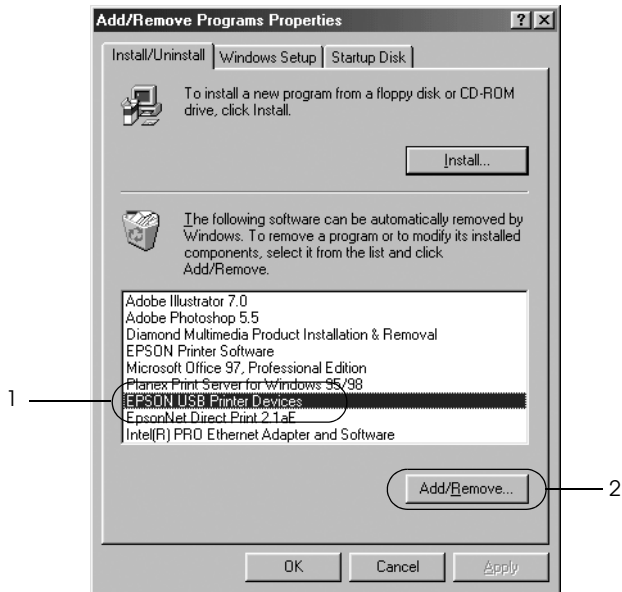 Add/Remove Programs Properties
Install/Uninstall Windows Setup Startup Disk
To install a new program from a floppy disk or CD-ROM
drive, click Install.
Install...
The following software can be automatically removed by
Windows. To remove a program or to modify its installed
components, select it from the list and click
Add/Remove.
Adobe Illustrator 7.0
Adobe Photoshop 5.5
Diamond Multimedia Product Installation & Removal
EPSON Printer Software
Microsoft Office 97, Professional Edition
Planex Print Server for Windows 95/98
1
EPSON USB Printer Devices
EpsonNet Direct Print 2.1aE
Intel(R) PRO Ethernet Adapter and Software
Add/Remove...
2
OK Cancel Apply